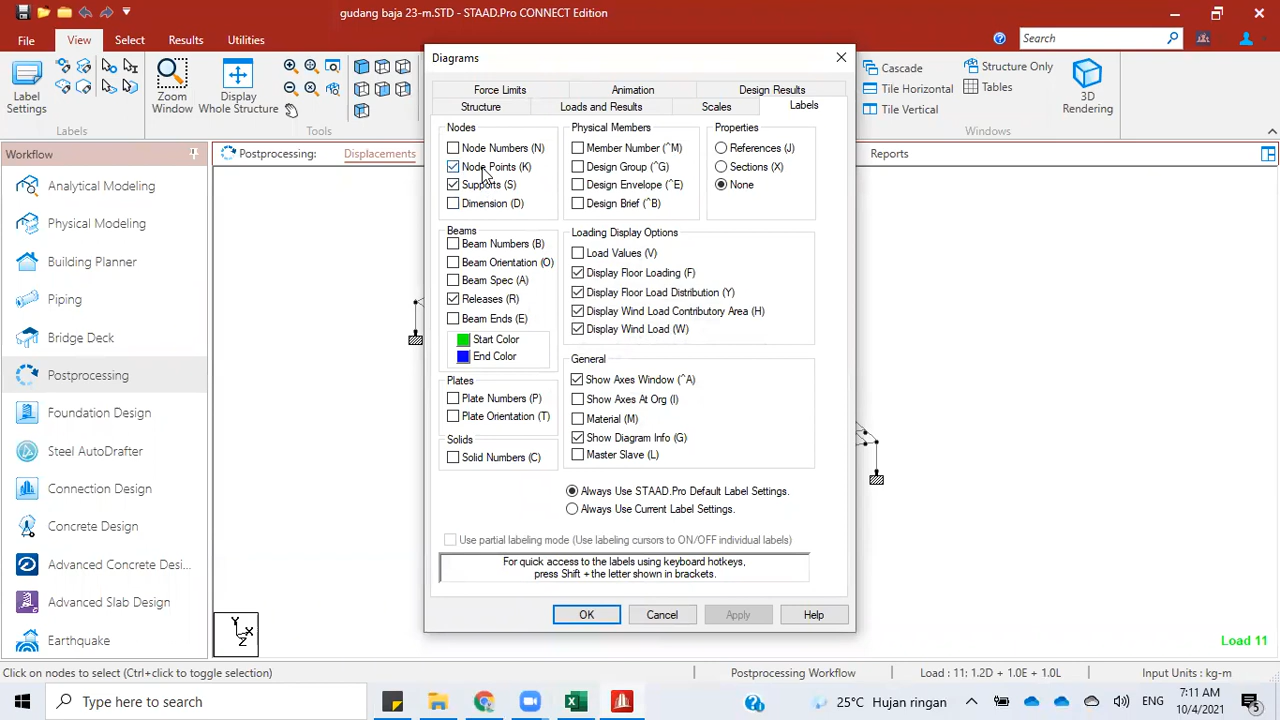 gudang baja 23-m.STD - STAAD.Pro CONNECT Edition
File
View
Select
Results
Utilities
Search
Label Settings
Zoom Window
Display Whole Structure
Labels
Tools
Cascade
Tile Horizontal
Tile Vertical
Structure Only
Tables
3D Rendering
Windows
Workflow
Postprocessing:
Displacements
Reports
Analytical Modeling
Physical Modeling
Building Planner
Piping
Bridge Deck
Postprocessing
Foundation Design
Steel AutoDrafter
Connection Design
Concrete Design
Advanced Concrete Desi...
Advanced Slab Design
Earthquake
Diagrams
Force Limits
Animation
Design Results
Structure
Loads and Results
Scales
Labels
Nodes
Node Numbers (N)
Node Points (K)
Supports (S)
Dimension (D)
Beams
Beam Numbers (B)
Beam Orientation (O)
Beam Spec (A)
Releases (R)
Beam Ends (E)
Start Color
End Color
Plates
Plate Numbers (P)
Plate Orientation (T)
Solids
Solid Numbers (C)
Physical Members
Member Number (^M)
Design Group (^G)
Design Envelope (^E)
Design Brief (^B)
Properties
References (J)
Sections (X)
None
Loading Display Options
Load Values (V)
Display Floor Loading (F)
Display Floor Load Distribution (Y)
Display Wind Load Contributory Area (H)
Display Wind Load (W)
General
Show Axes Window (^A)
Show Axes At Org (I)
Material (M)
Show Diagram Info (G)
Master Slave (L)
Always Use STAAD.Pro Default Label Settings.
Always Use Current Label Settings.
Use partial labeling mode (Use labeling cursors to ON/OFF individual labels)
For quick access to the labels using keyboard hotkeys,
press Shift + the letter shown in brackets.
OK
Cancel
Apply
Help
Y
X
Z
Load 11
Click on nodes to select (Ctrl+click to toggle selection)
Postprocessing Workflow
Load : 11: 1.2D + 1.0E + 1.0L
Input Units : kg-m
Type here to search
25°C Hujan ringan
ENG
7:11 AM
10/4/2021
5